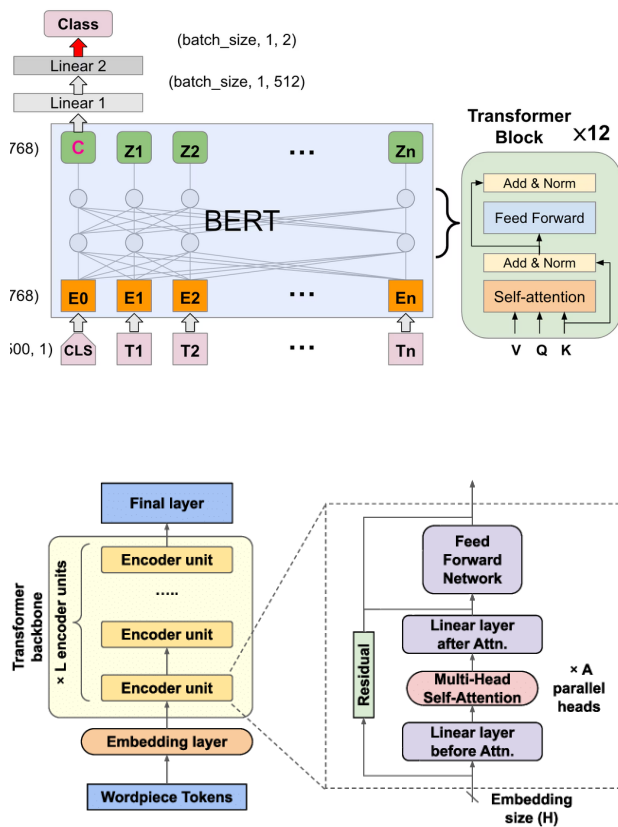 Class
(batch_size, 1, 2)
Linear 2
(batch_size, 1, 512)
Linear 1
Transformer
Block ×12
768) C Z1 Z2 ... Zn
Add & Norm
Feed Forward
BERT
Add & Norm
Self-attention
768) E0 E1 E2 ... En
V Q K
500, 1) CLS T1 T2 ... Tn
Final layer
Encoder unit
.....
Encoder unit
Encoder unit
Transformer
backbone
× L encoder units
Embedding layer
Wordpiece Tokens
Feed
Forward
Network
Linear layer
after Attn.
Multi-Head
Self-Attention
Linear layer
before Attn.
Residual
× A
parallel
heads
Embedding
size (H)